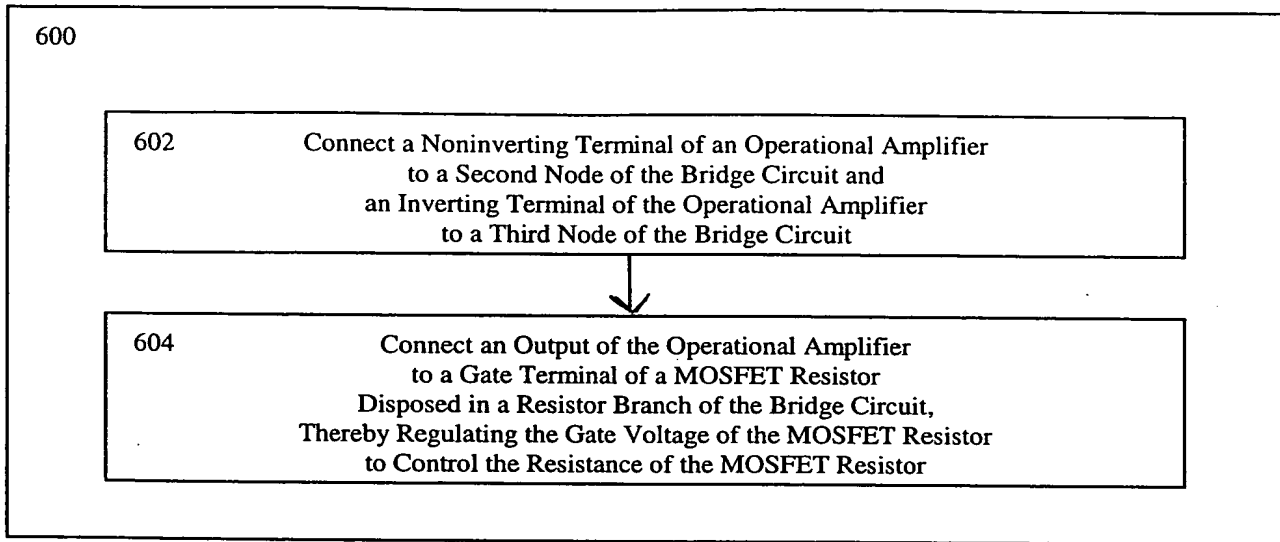 600
602 Connect a Noninverting Terminal of an Operational Amplifier
to a Second Node of the Bridge Circuit and
an Inverting Terminal of the Operational Amplifier
to a Third Node of the Bridge Circuit
604 Connect an Output of the Operational Amplifier
to a Gate Terminal of a MOSFET Resistor
Disposed in a Resistor Branch of the Bridge Circuit,
Thereby Regulating the Gate Voltage of the MOSFET Resistor
to Control the Resistance of the MOSFET Resistor